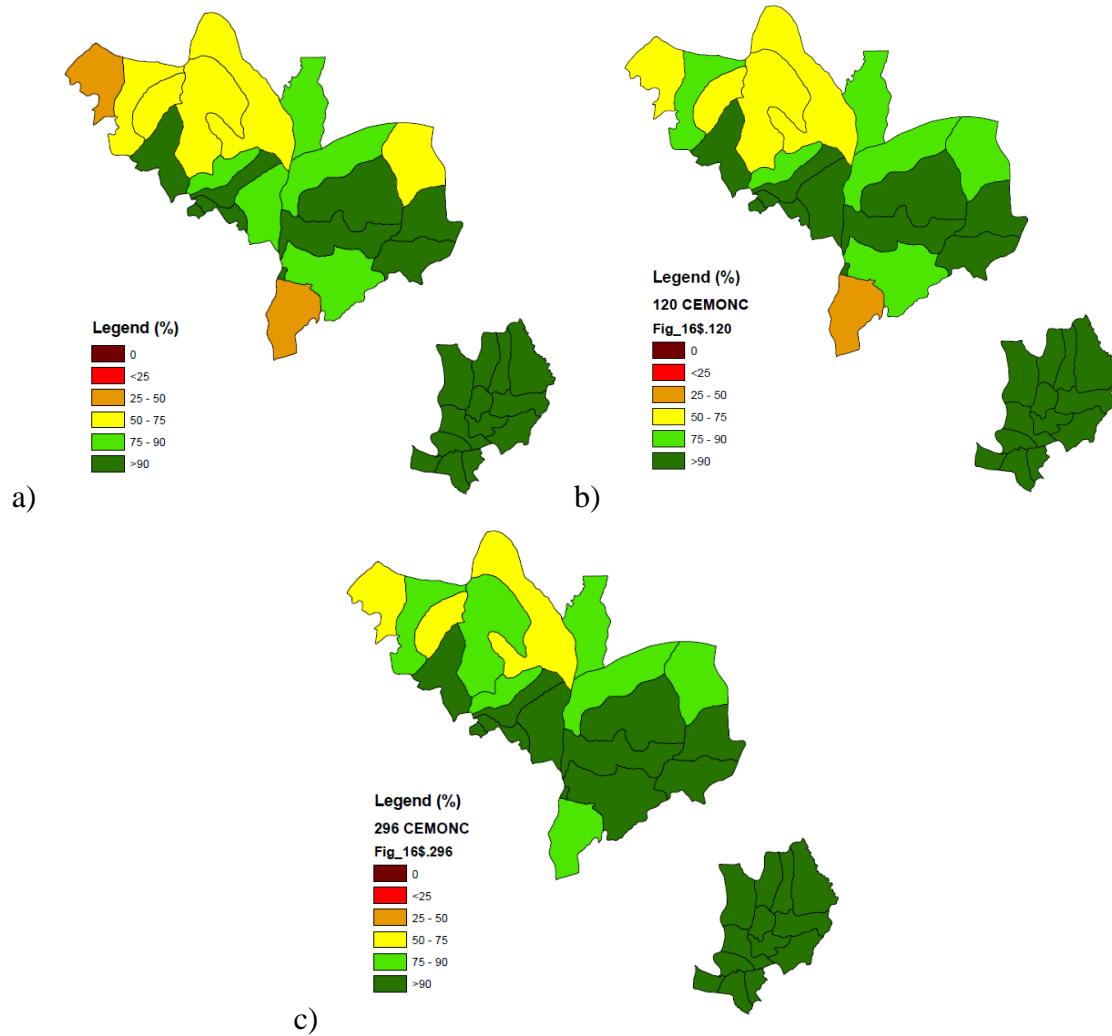 Legend (%)
0
<25
25 - 50
50 - 75
75 - 90
>90
a)
Legend (%)
120 CEMONC
Fig_16$.120
0
<25
25 - 50
50 - 75
75 - 90
>90
b)
Legend (%)
296 CEMONC
Fig_16$.296
0
<25
25 - 50
50 - 75
75 - 90
>90
c)